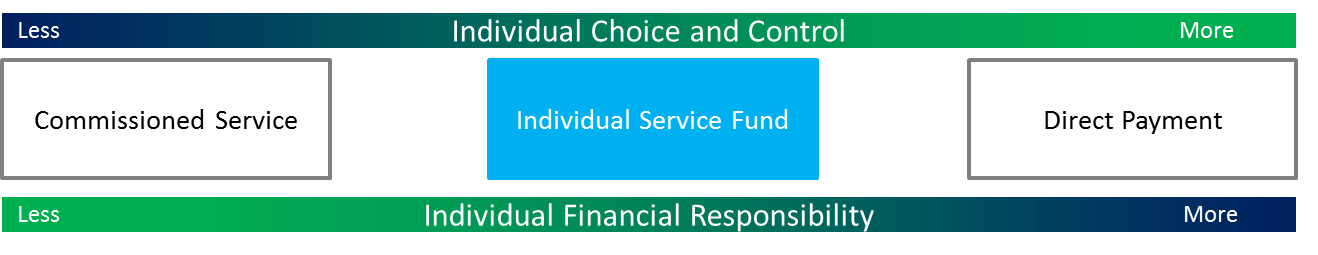 Less Individual Choice and Control More
Commissioned Service Individual Service Fund Direct Payment
Less Individual Financial Responsibility More